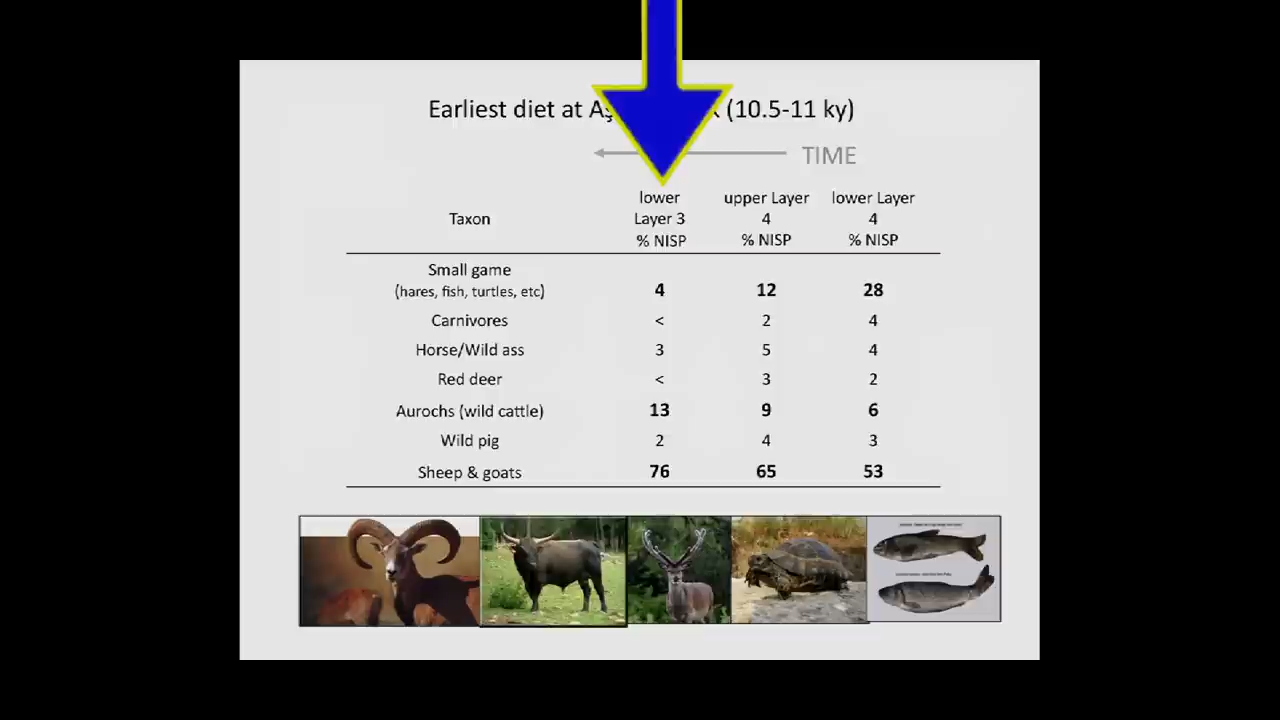 Earliest diet at Aş (10.5-11 ky)
TIME
Taxon lower Layer 3 % NISP upper Layer 4 % NISP lower Layer 4 % NISP
Small game
(hares, fish, turtles, etc) 4 12 28
Carnivores < 2 4
Horse/Wild ass 3 5 4
Red deer < 3 2
Aurochs (wild cattle) 13 9 6
Wild pig 2 4 3
Sheep & goats 76 65 53